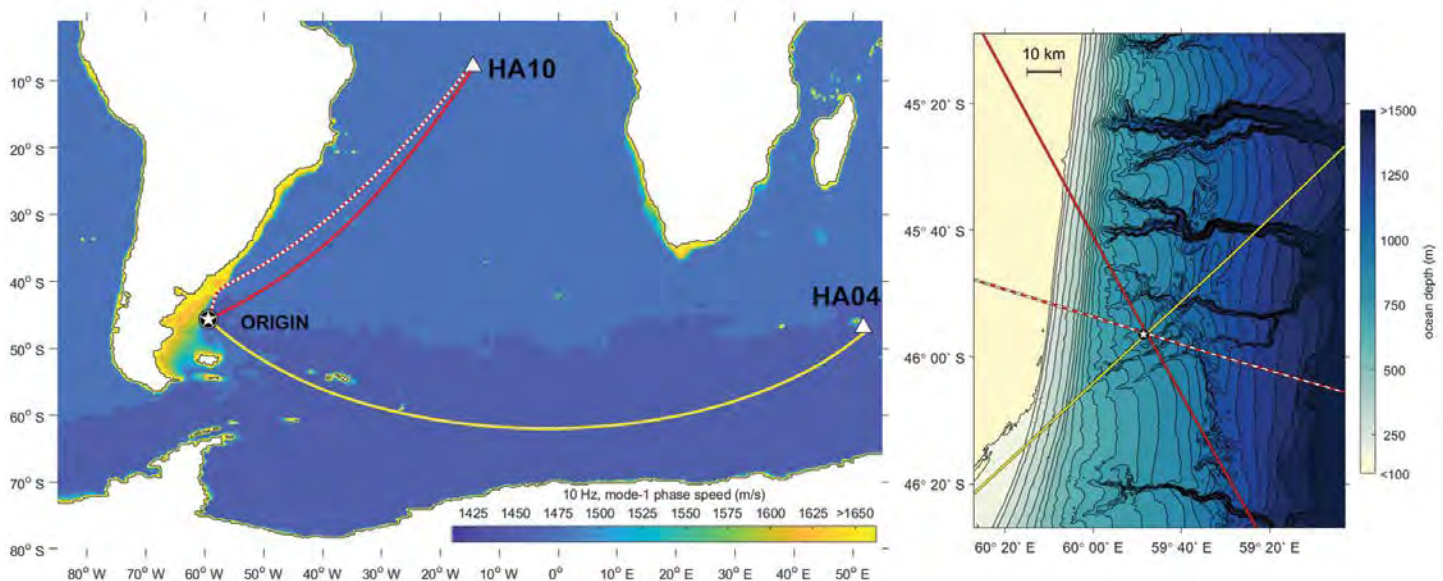 HA10
HA04
ORIGIN
10° S
20° S
30° S
40° S
50° S
60° S
70° S
80° S
10 Hz, mode-1 phase speed (m/s)
1425 1450 1475 1500 1525 1550 1575 1600 1625 >1650
80° W 70° W 60° W 50° W 40° W 30° W 20° W 10° W 0° 10° E 20° E 30° E 40° E 50° E
10 km
45° 20' S
45° 40' S
46° 00' S
46° 20' S
60° 20' E 60° 00' E 59° 40' E 59° 20' E
>1500
1250
1000
750
500
250
<100
ocean depth (m)